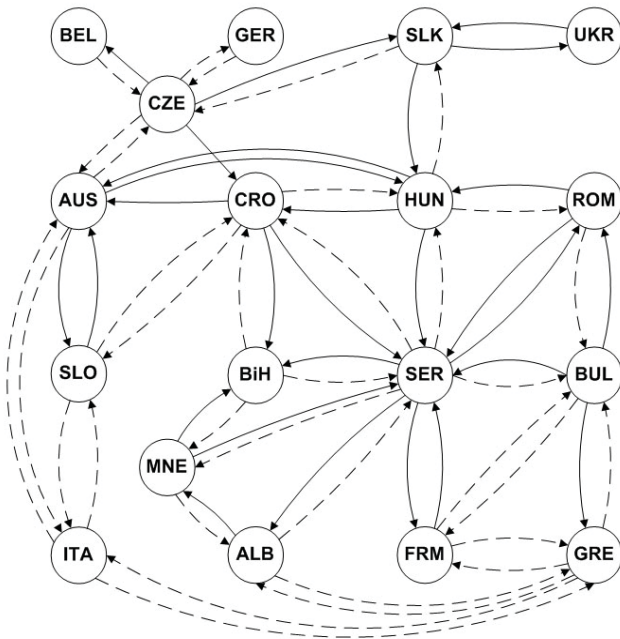 BEL GER SLK UKR
CZE
AUS CRO HUN ROM
SLO BiH SER BUL
MNE
ITA ALB FRM GRE